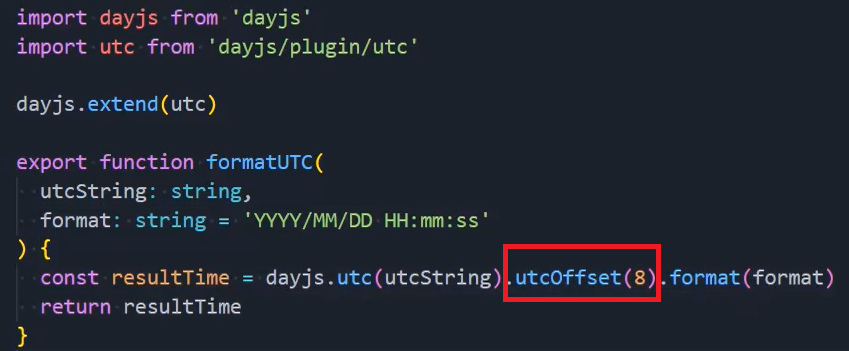 import dayjs from 'dayjs'
import utc from 'dayjs/plugin/utc'
dayjs.extend(utc)
export function formatUTC(
utcString: string,
format: string = 'YYYY/MM/DD HH:mm:ss'
) {
const resultTime = dayjs.utc(utcString).utcOffset(8).format(format)
return resultTime
}